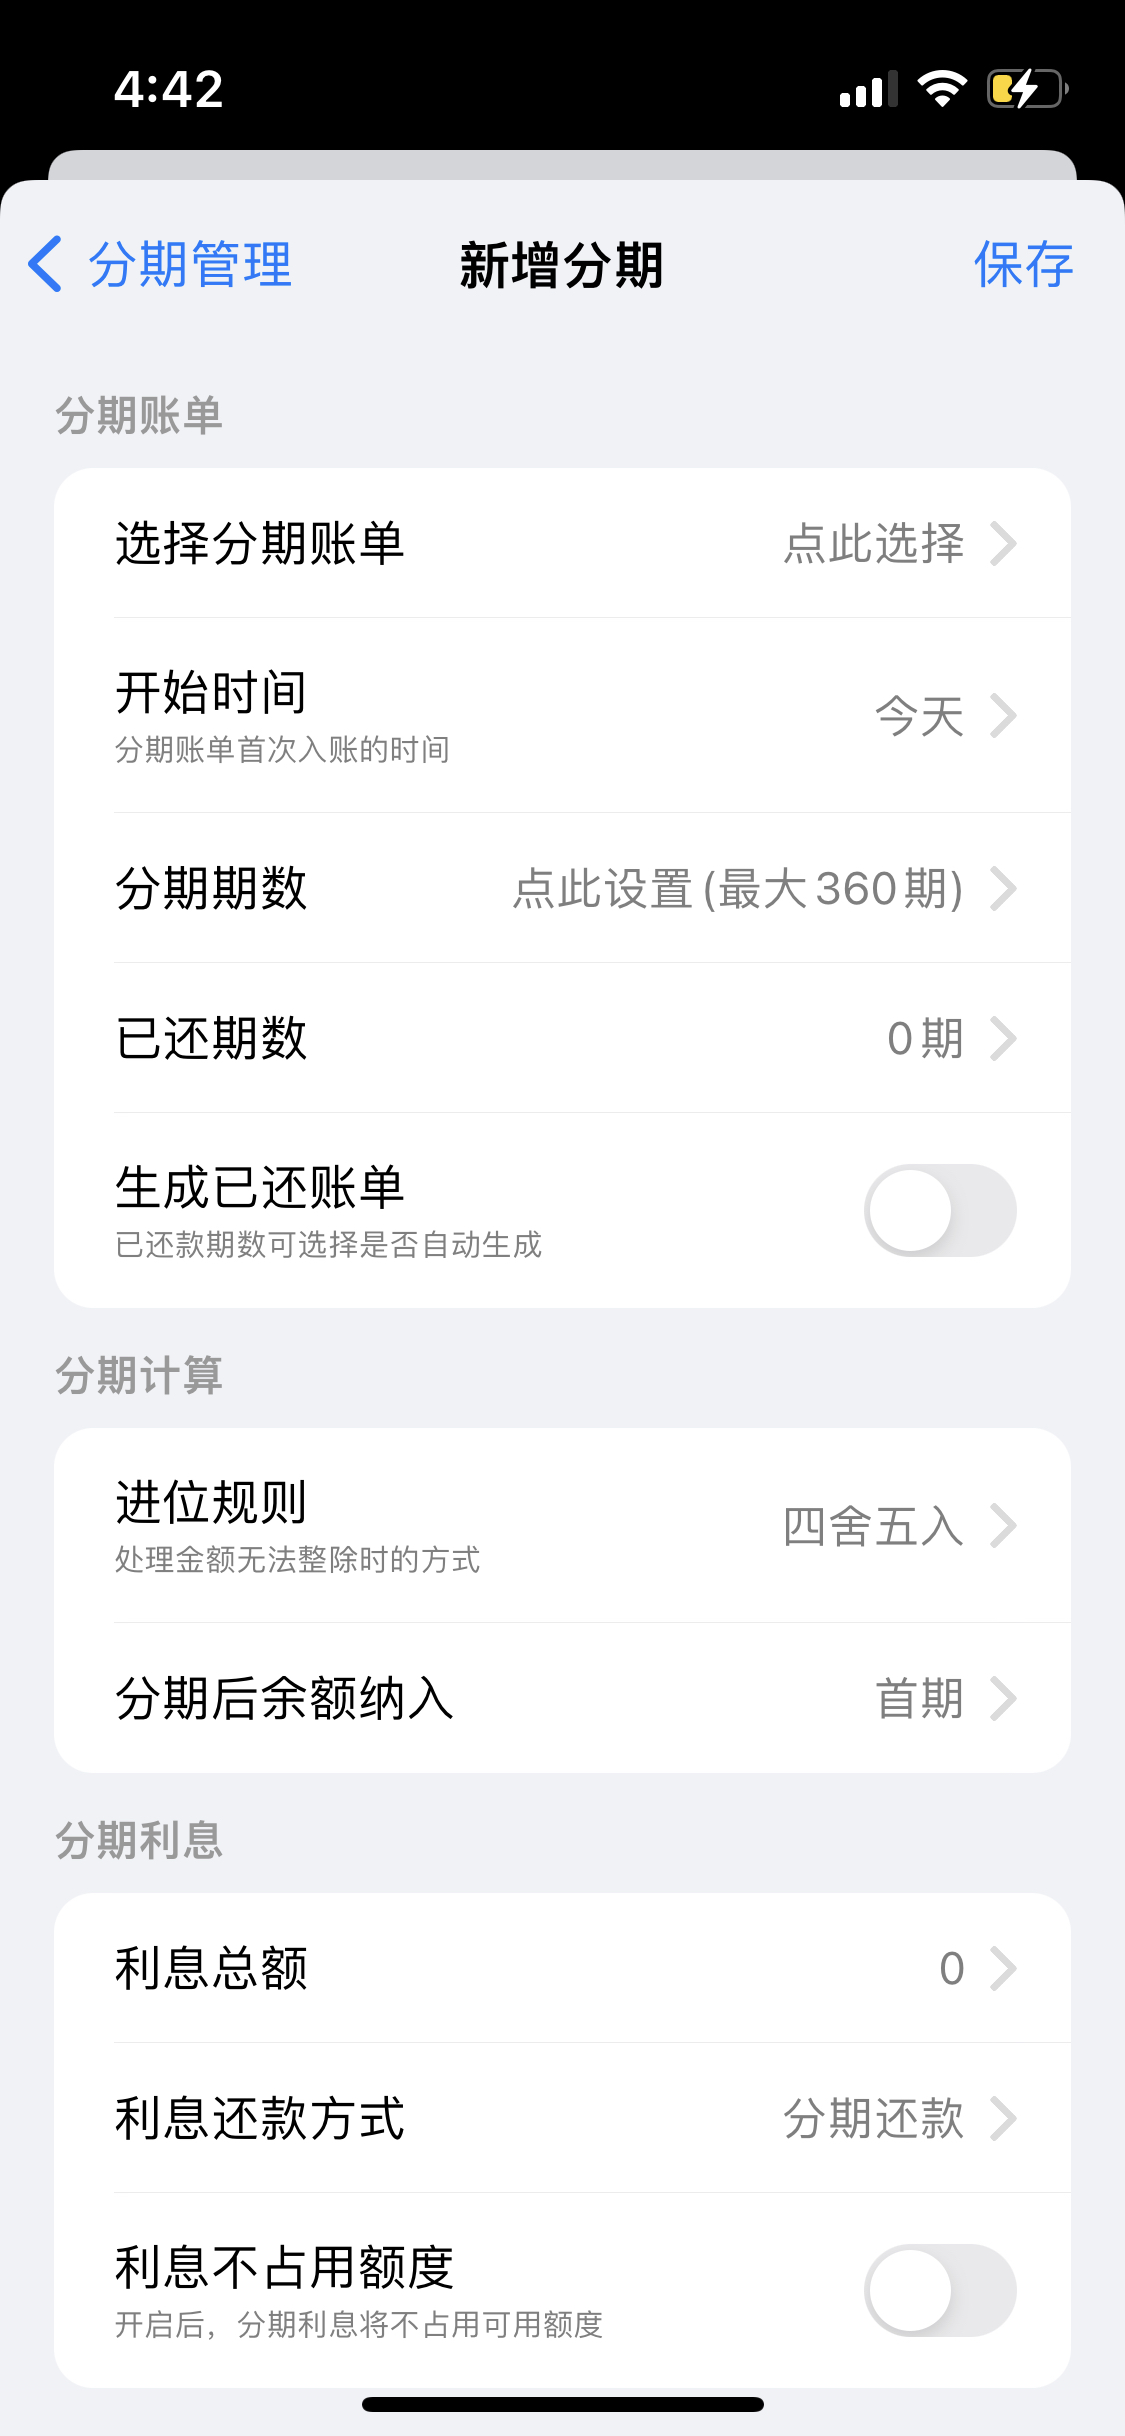 4:42
分期管理
新增分期
保存
分期账单
选择分期账单
点此选择
开始时间
今天
分期账单首次入账的时间
分期期数
点此设置 (最大 360 期)
已还期数
0 期
生成已还账单
已还款期数可选择是否自动生成
分期计算
进位规则
四舍五入
处理金额无法整除时的方式
分期后余额纳入
首期
分期利息
利息总额
0
利息还款方式
分期还款
利息不占用额度
开启后，分期利息将不占用可用额度